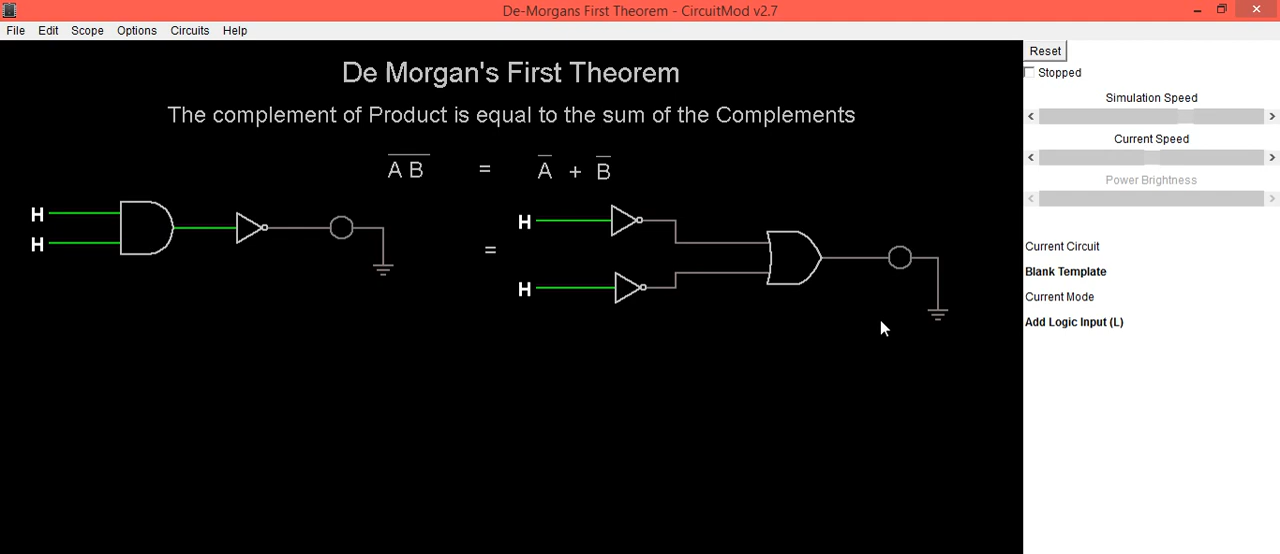 De-Morgans First Theorem - CircuitMod v2.7
File Edit Scope Options Circuits Help
De Morgan's First Theorem
The complement of Product is equal to the sum of the Complements
A̅ B̅ = A̅ + B̅
H
H
=
H
H
Reset
Stopped
Simulation Speed
Current Speed
Power Brightness
Current Circuit
Blank Template
Current Mode
Add Logic Input (L)